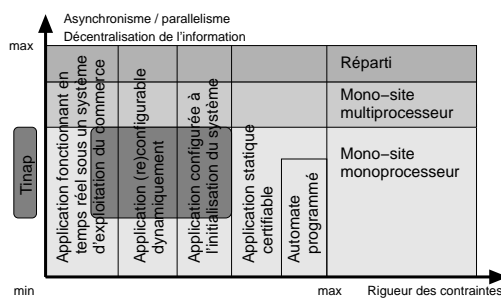 Asynchronisme / parallelisme
Décentralisation de l'information
max
Réparti
Mono−site
multiprocesseur
Mono−site
monoprocesseur
Tinap
Application fonctionnant en
temps réel sous un système
d'exploitation du commerce
Application (re)configurable
dynamiquement
Application configurée à
l'initialisation du système
Application statique
certifiable
Automate
programmé
min
max
Rigueur des contraintes